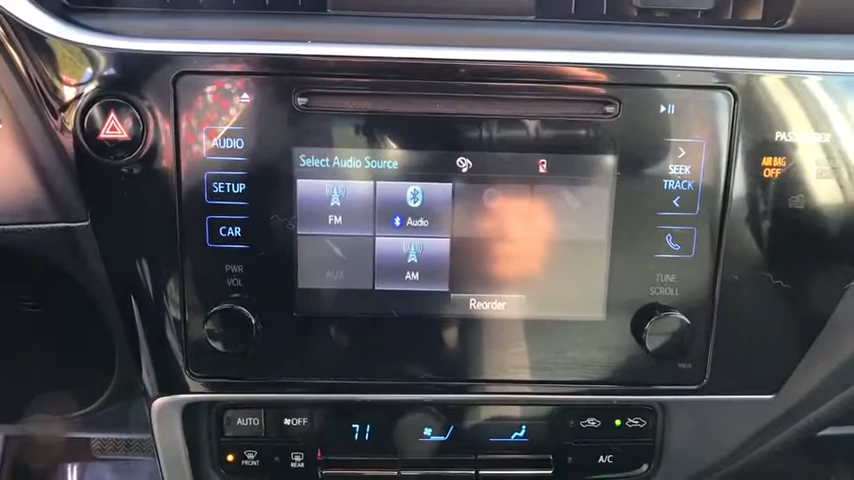 AUDIO
SETUP
CAR
PWR
VOL
Select Audio Source
FM
Audio
AUX
AM
Reorder
SEEK
TRACK
TUNE
SCROLL
PASSENGER
AIR BAG
OFF
AUTO
OFF
71
FRONT
REAR
A/C